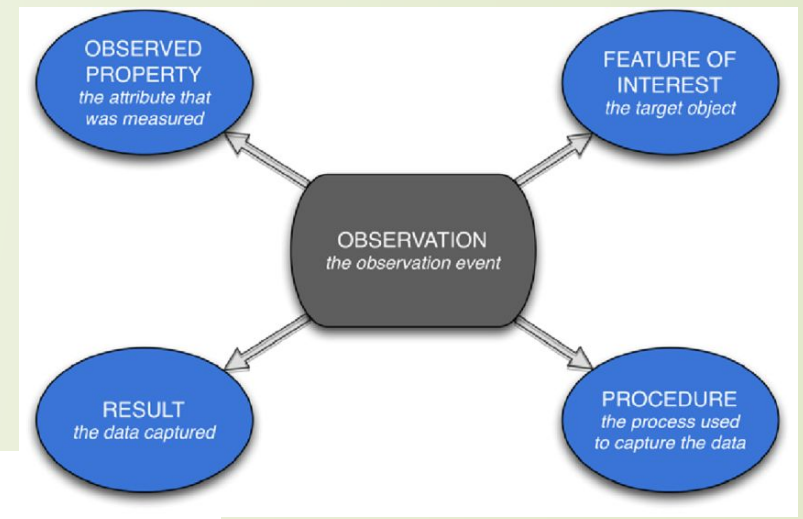 OBSERVED
PROPERTY
the attribute that
was measured
FEATURE OF
INTEREST
the target object
OBSERVATION
the observation event
RESULT
the data captured
PROCEDURE
the process used
to capture the data